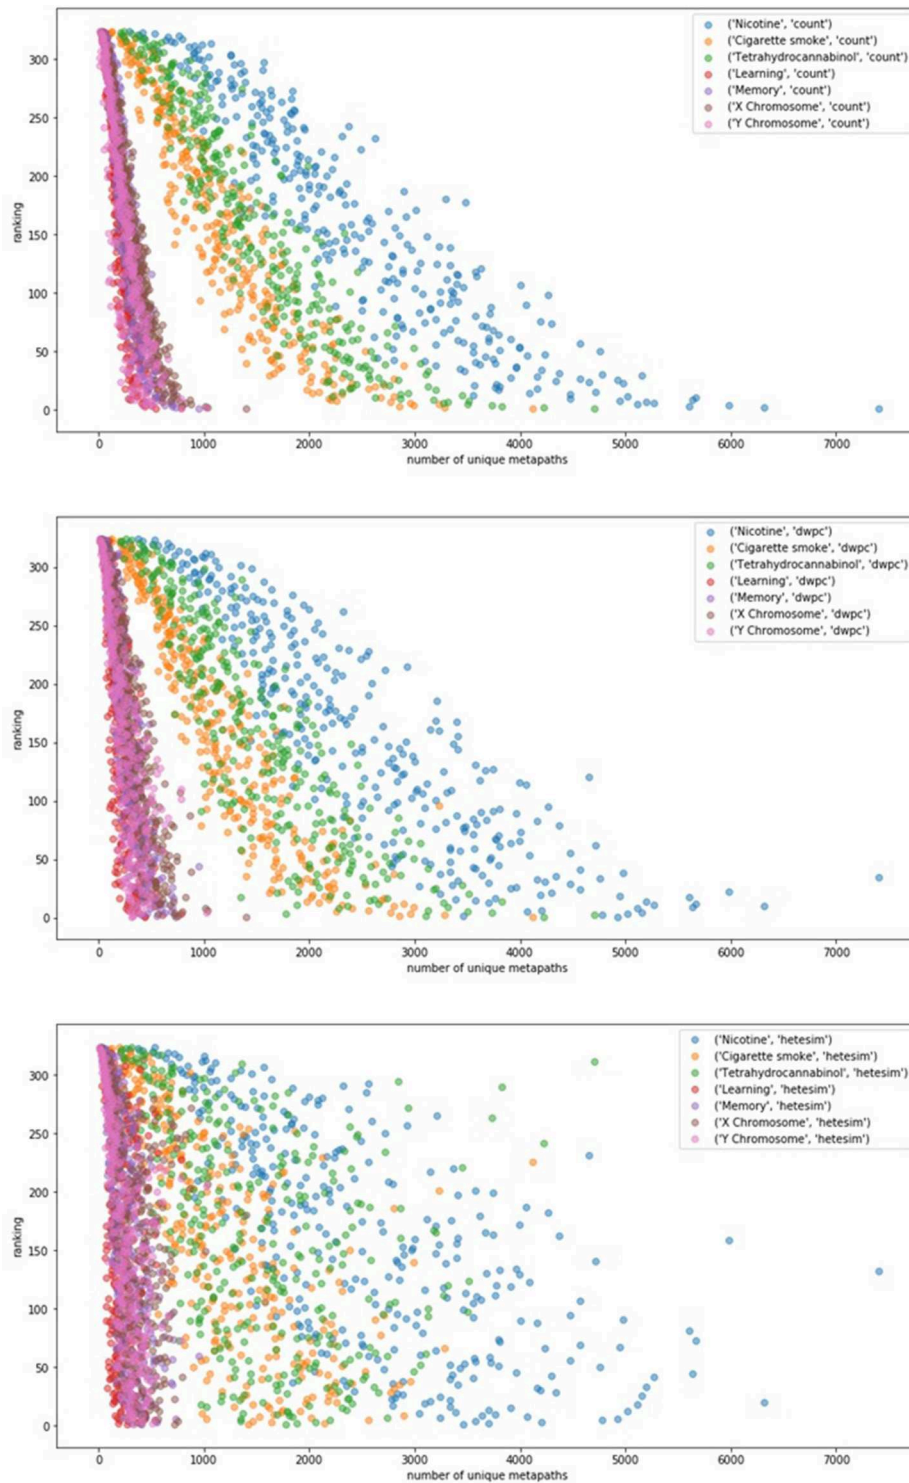 ('Nicotine', 'count')
('Cigarette smoke', 'count')
('Tetrahydrocannabinol', 'count')
('Learning', 'count')
('Memory', 'count')
('X Chromosome', 'count')
('Y Chromosome', 'count')
300
250
200
150
100
50
0
ranking
0 1000 2000 3000 4000 5000 6000 7000
number of unique metapaths
('Nicotine', 'dwpc')
('Cigarette smoke', 'dwpc')
('Tetrahydrocannabinol', 'dwpc')
('Learning', 'dwpc')
('Memory', 'dwpc')
('X Chromosome', 'dwpc')
('Y Chromosome', 'dwpc')
300
250
200
150
100
50
0
ranking
0 1000 2000 3000 4000 5000 6000 7000
number of unique metapaths
('Nicotine', 'hetesim')
('Cigarette smoke', 'hetesim')
('Tetrahydrocannabinol', 'hetesim')
('Learning', 'hetesim')
('Memory', 'hetesim')
('X Chromosome', 'hetesim')
('Y Chromosome', 'hetesim')
300
250
200
150
100
50
0
ranking
0 1000 2000 3000 4000 5000 6000 7000
number of unique metapaths